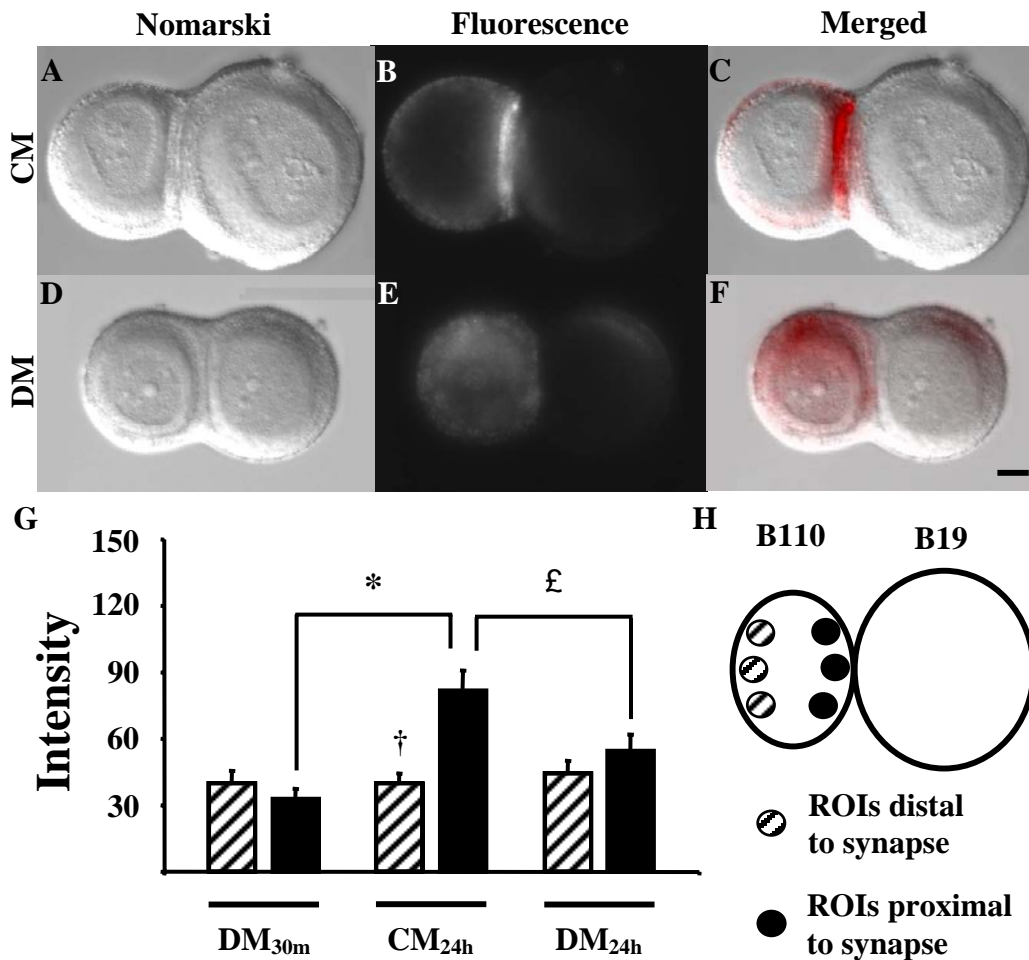 Nomarski Fluorescence Merged
CM
A B C
DM
D E F
G
150
120
90
60
30
Intensity
*
£
†
DM30m CM24h DM24h
H
B110 B19
ROIs distal
to synapse
ROIs proximal
to synapse